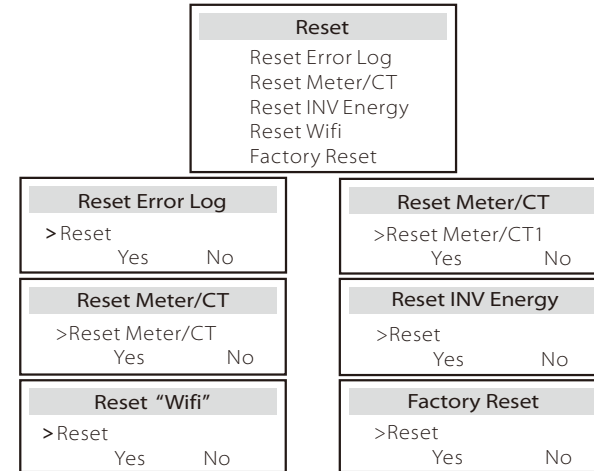 Reset
Reset Error Log
Reset Meter/CT
Reset INV Energy
Reset Wifi
Factory Reset
Reset Error Log
>Reset
Yes No
Reset Meter/CT
>Reset Meter/CT1
Yes No
Reset Meter/CT
>Reset Meter/CT
Yes No
Reset INV Energy
>Reset
Yes No
Reset “Wifi”
>Reset
Yes No
Factory Reset
>Reset
Yes No